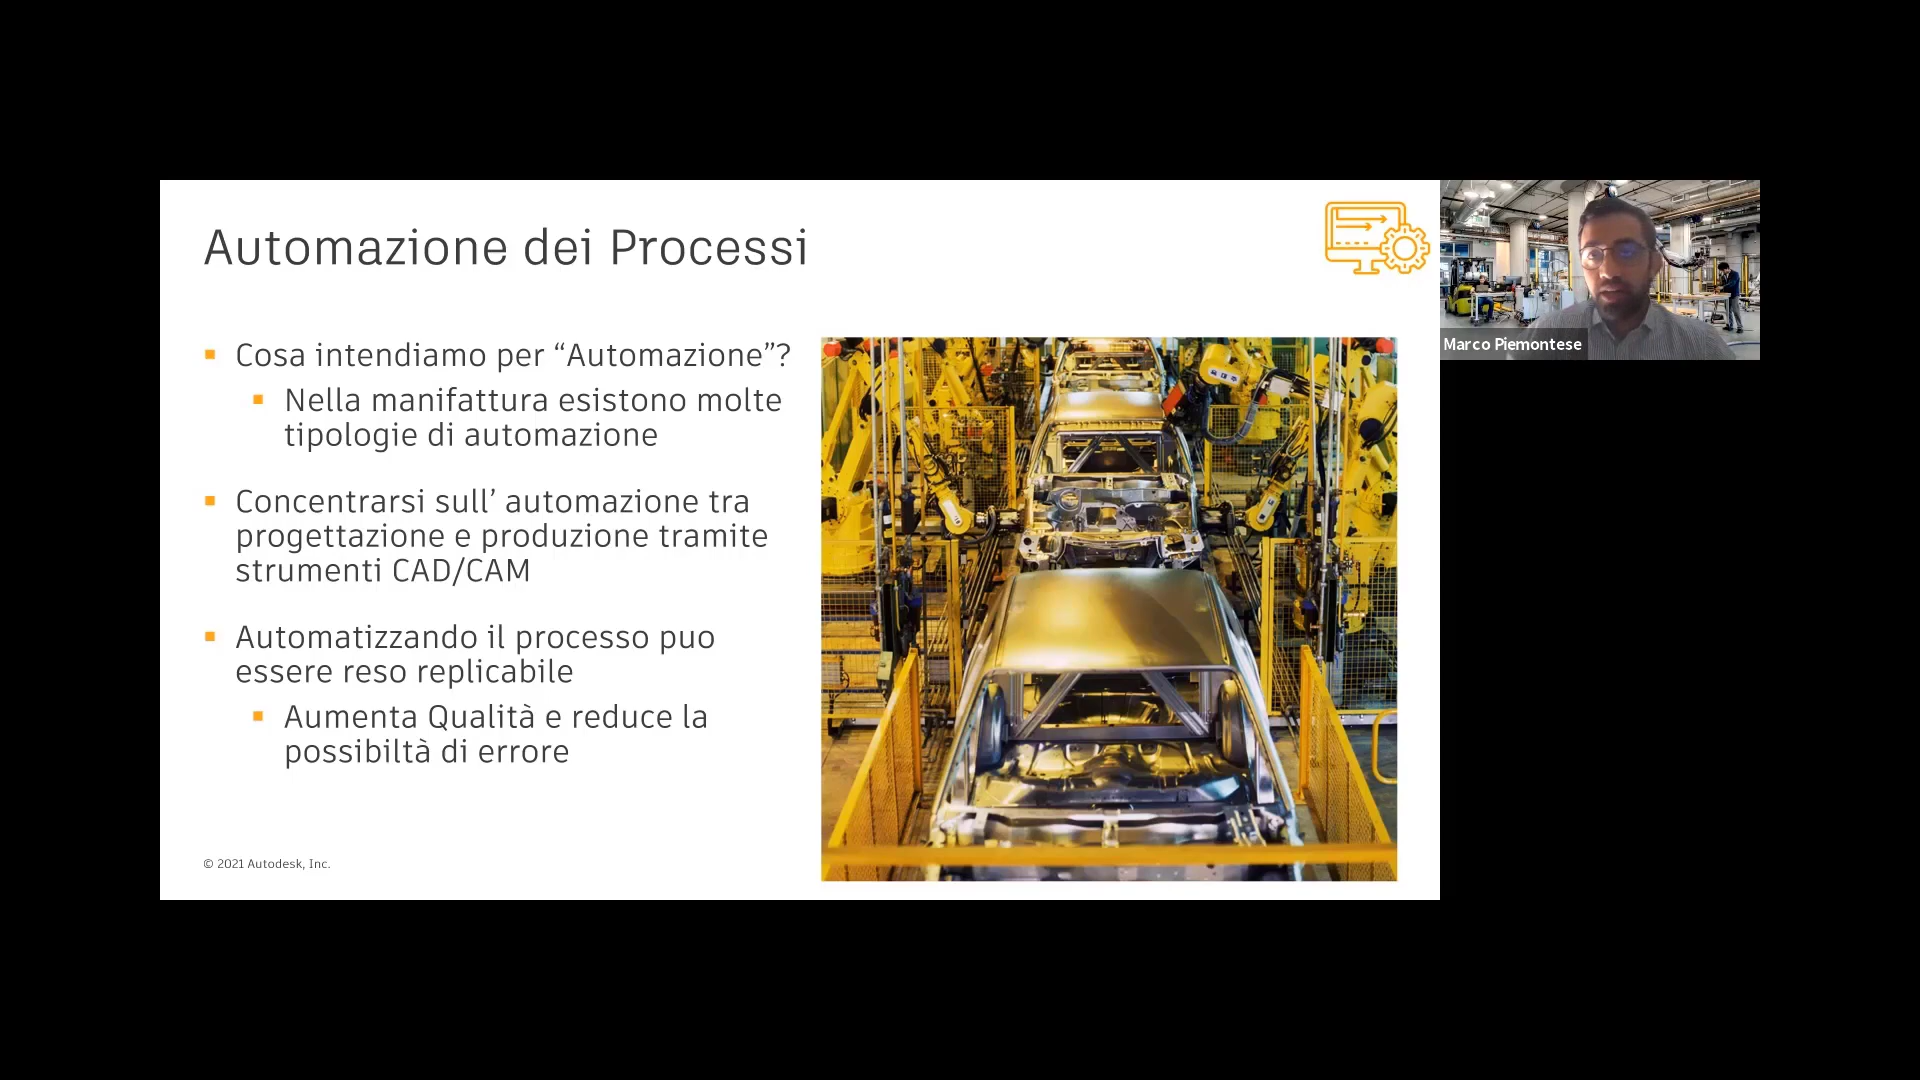 Automazione dei Processi
Cosa intendiamo per “Automazione”?
Nella manifattura esistono molte
tipologie di automazione
Concentrarsi sull’ automazione tra
progettazione e produzione tramite
strumenti CAD/CAM
Automatizzando il processo puo
essere reso replicabile
Aumenta Qualità e reduce la
possibiltà di errore
© 2021 Autodesk, Inc.
Marco Piemontese